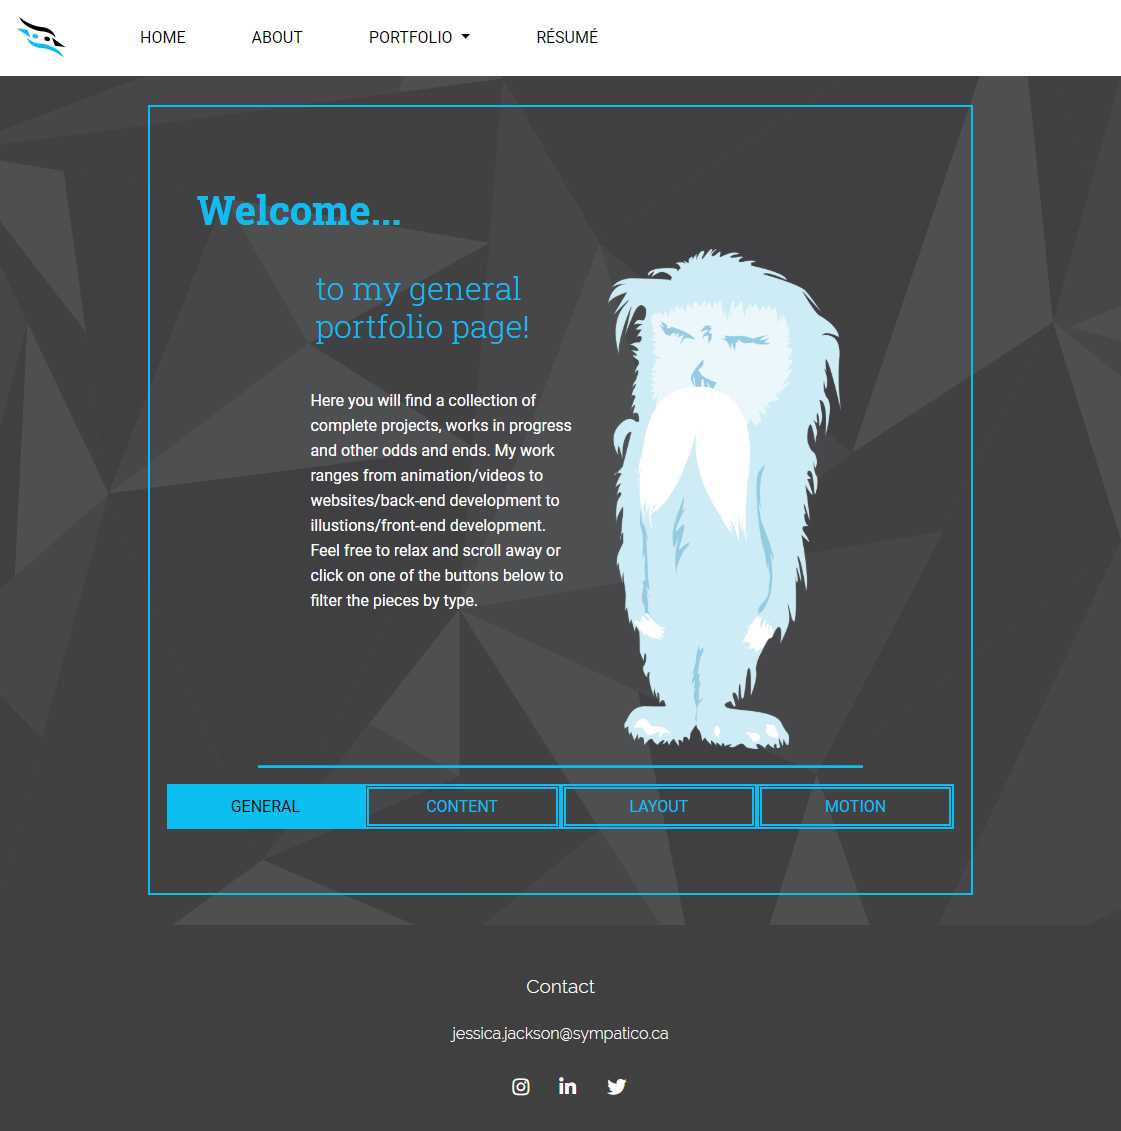 HOME ABOUT PORTFOLIO RÉSUMÉ
Welcome...
to my general
portfolio page!
Here you will find a collection of
complete projects, works in progress
and other odds and ends. My work
ranges from animation/videos to
websites/back-end development to
illustions/front-end development.
Feel free to relax and scroll away or
click on one of the buttons below to
filter the pieces by type.
GENERAL CONTENT LAYOUT MOTION
Contact
jessica.jackson@sympatico.ca